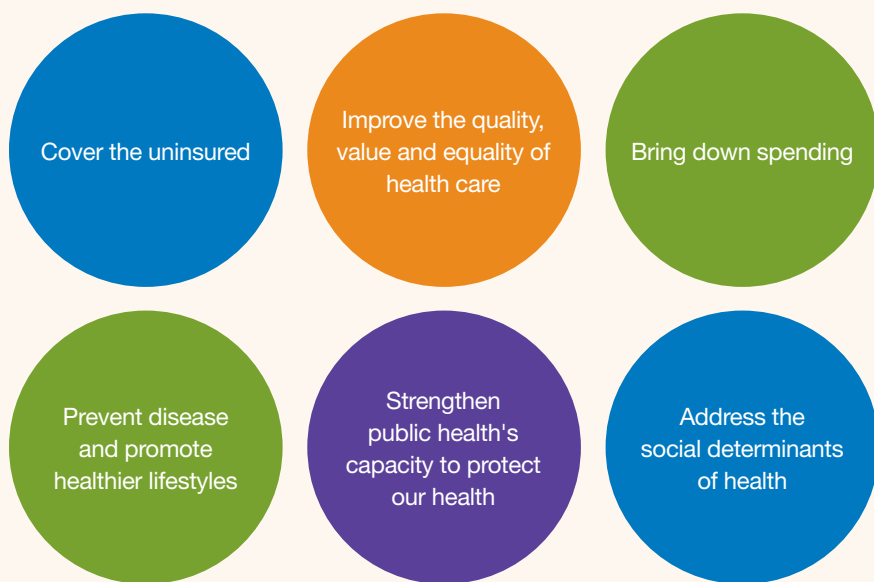 Cover the uninsured
Improve the quality,
value and equality of
health care
Bring down spending
Prevent disease
and promote
healthier lifestyles
Strengthen
public health's
capacity to protect
our health
Address the
social determinants
of health